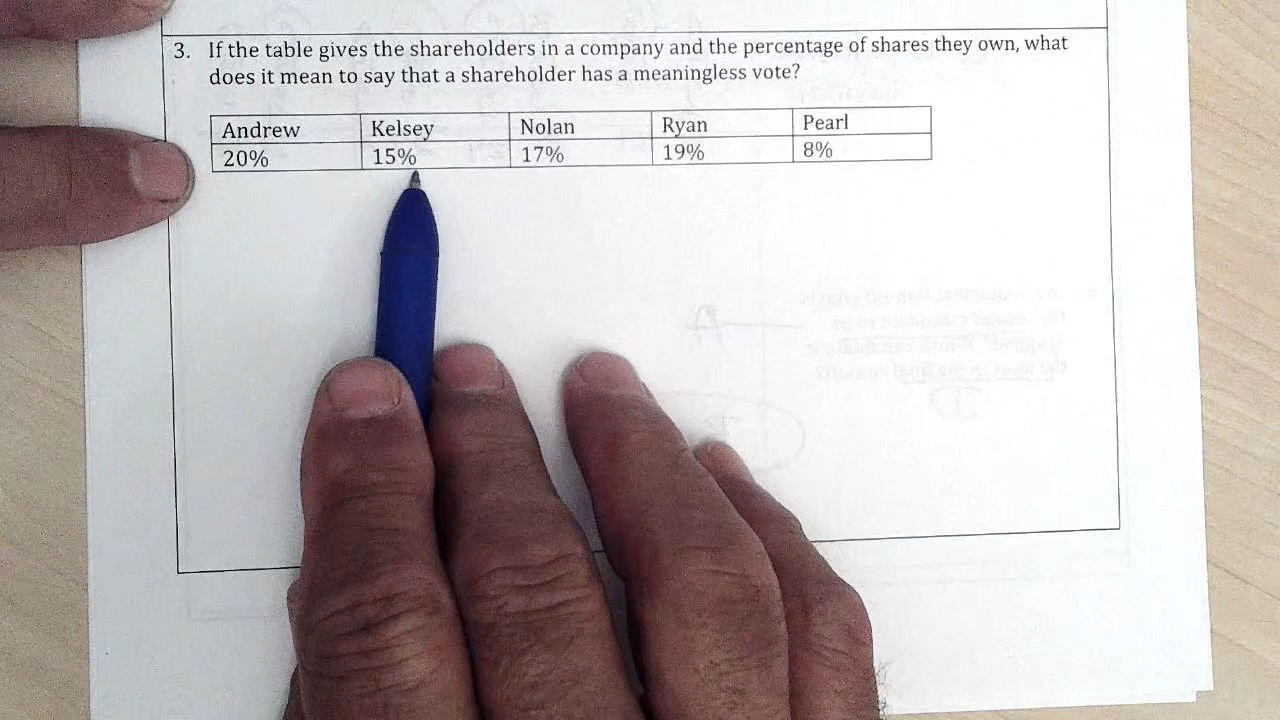 3. If the table gives the shareholders in a company and the percentage of shares they own, what
does it mean to say that a shareholder has a meaningless vote?
Andrew Kelsey Nolan Ryan Pearl
20% 15% 17% 19% 8%